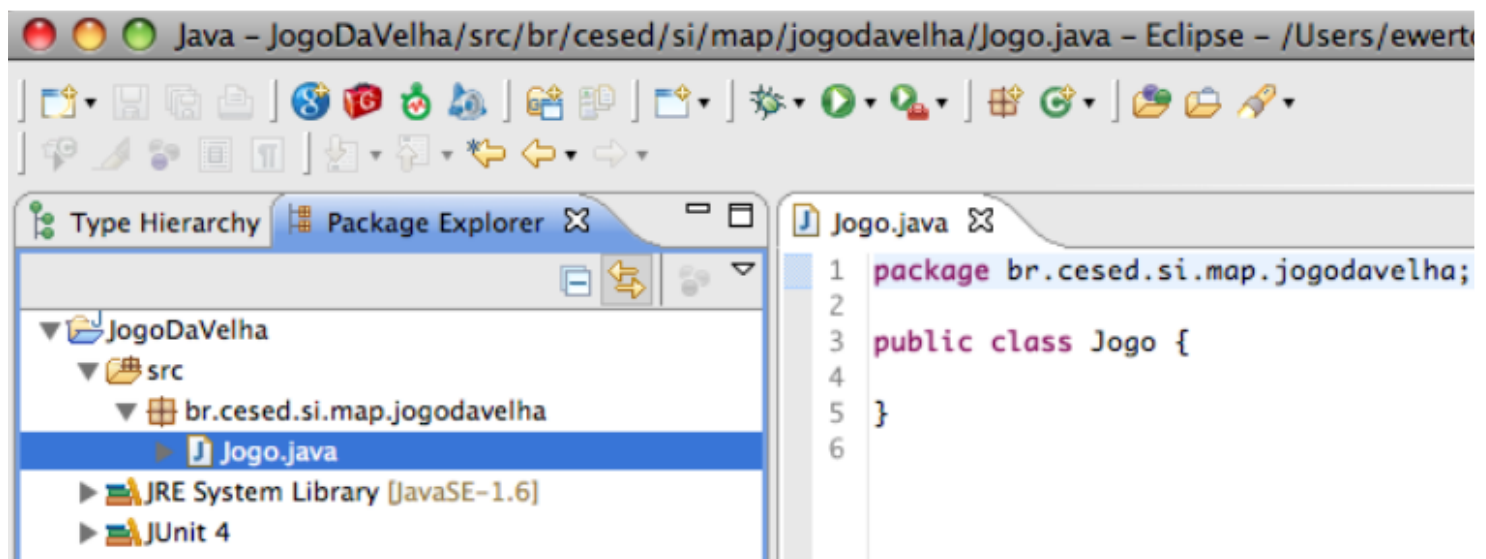 Java – JogoDaVelha/src/br/cesed/si/map/jogodavelha/Jogo.java – Eclipse – /Users/ewert
Type Hierarchy
Package Explorer
JogoDaVelha
src
br.cesed.si.map.jogodavelha
Jogo.java
JRE System Library [JavaSE-1.6]
JUnit 4
Jogo.java
1 package br.cesed.si.map.jogodavelha;
2
3 public class Jogo {
4
5 }
6